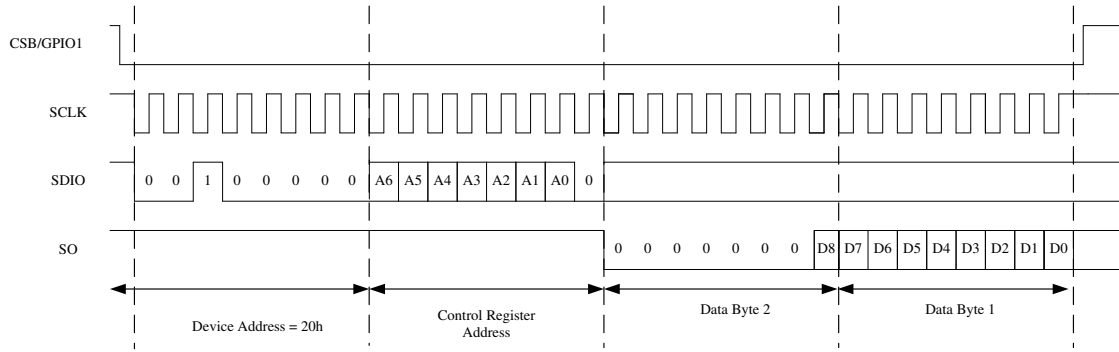 CSB/GPIO1
SCLK
SDIO 0 0 1 0 0 0 0 0 A6 A5 A4 A3 A2 A1 A0 0
SO 0 0 0 0 0 0 0 D8 D7 D6 D5 D4 D3 D2 D1 D0
Device Address = 20h
Control Register
Address
Data Byte 2
Data Byte 1